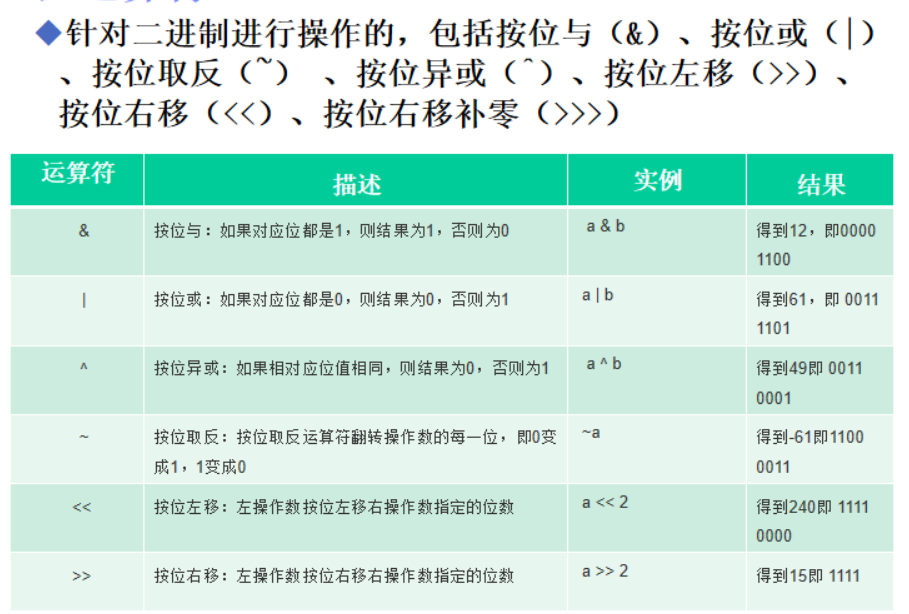 ◆针对二进制进行操作的，包括按位与（&）、按位或（|）
、按位取反（~） 、按位异或（^）、按位左移（>>）、
按位右移（<<）、按位右移补零（>>>）
运算符 描述 实例 结果
& 按位与：如果对应位都是1，则结果为1，否则为0 a & b 得到12，即0000
1100
| 按位或：如果对应位都是0，则结果为0，否则为1 a | b 得到61，即 0011
1101
^ 按位异或：如果相对应位值相同，则结果为0，否则为1 a ^ b 得到49即 0011
0001
~ 按位取反：按位取反运算符翻转操作数的每一位，即0变 ~a 得到-61即1100
成1，1变成0 0011
<< 按位左移：左操作数按位左移右操作数指定的位数 a << 2 得到240即 1111
0000
>> 按位右移：左操作数按位右移右操作数指定的位数 a >> 2 得到15即 1111